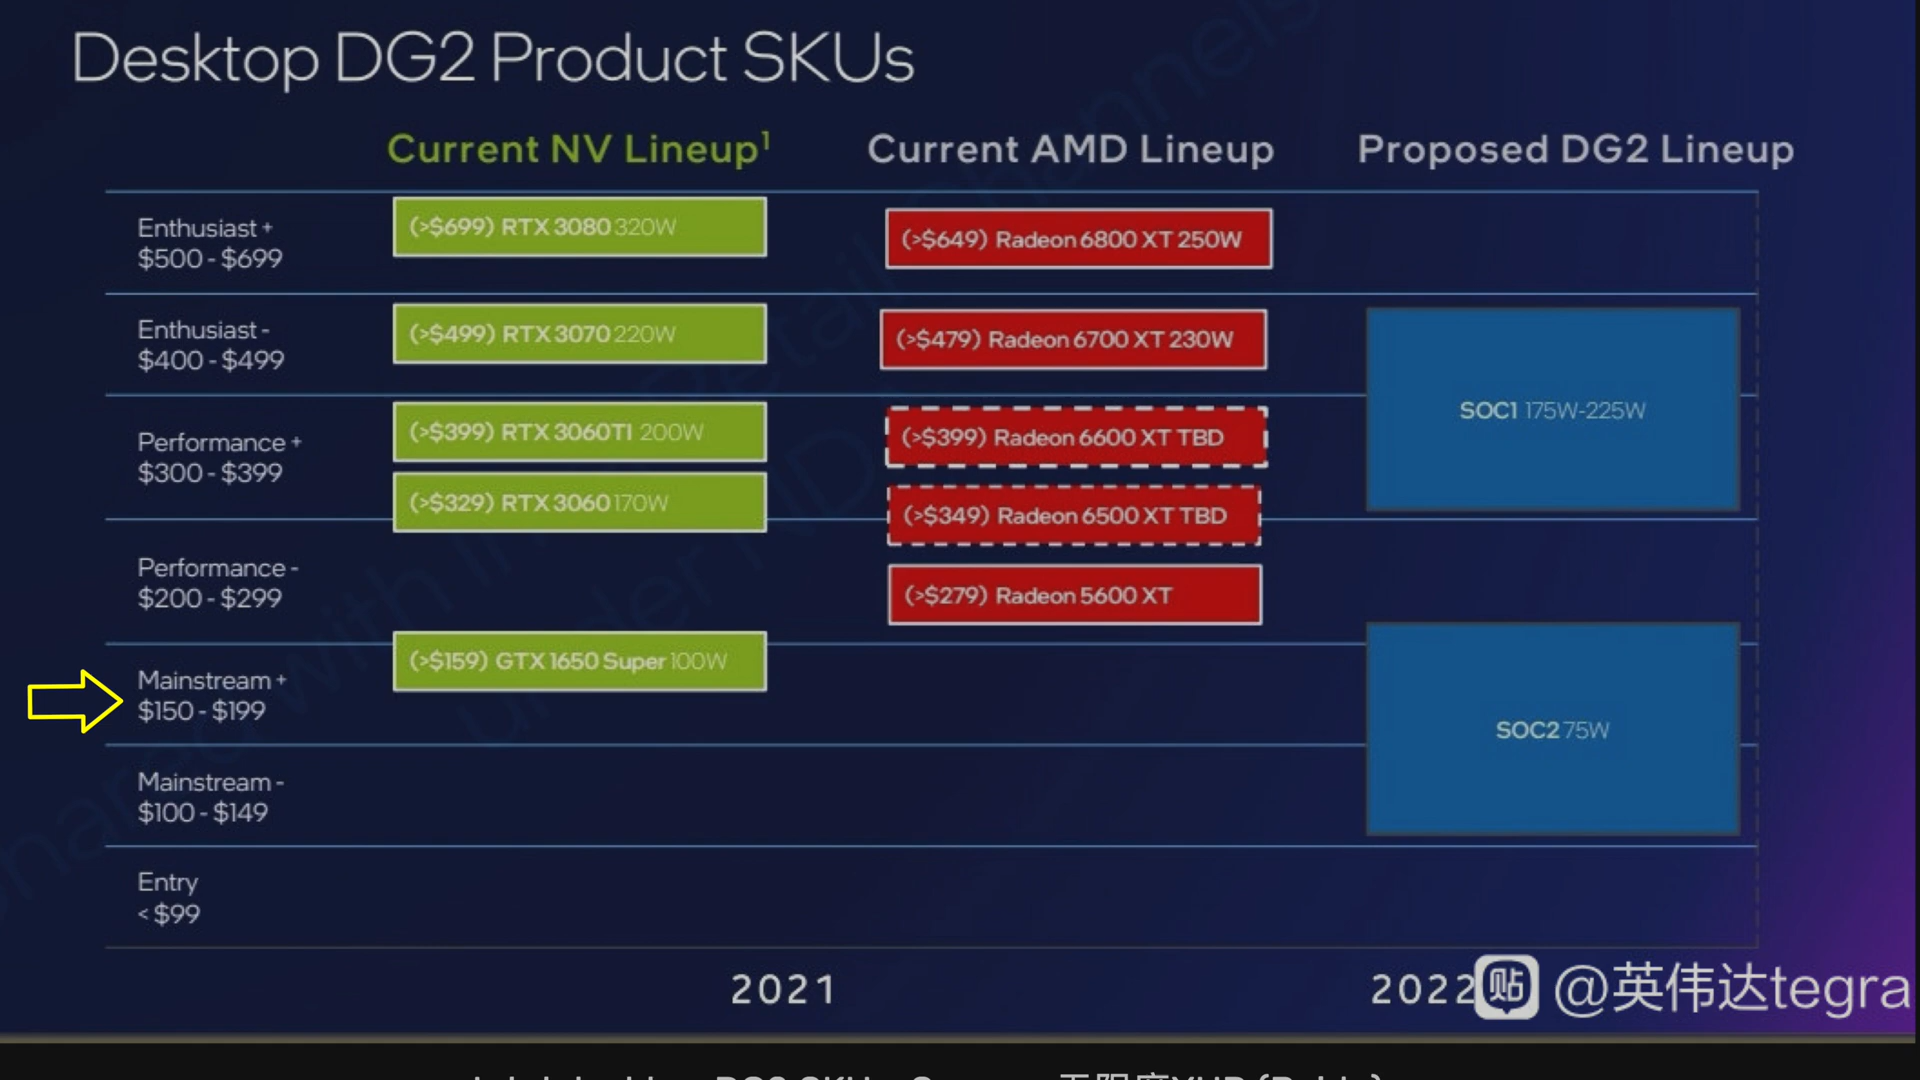 Desktop DG2 Product SKUs
Current NV Lineup¹
Current AMD Lineup
Proposed DG2 Lineup
Enthusiast +
$500 - $699
(>$699) RTX 3080 320W
(>$649) Radeon 6800 XT 250W
Enthusiast -
$400 - $499
(>$499) RTX 3070 220W
(>$479) Radeon 6700 XT 230W
SOC1 175W-225W
Performance +
$300 - $399
(>$399) RTX 3060TI 200W
(>$399) Radeon 6600 XT TBD
(>$329) RTX 3060 170W
(>$349) Radeon 6500 XT TBD
Performance -
$200 - $299
(>$279) Radeon 5600 XT
Mainstream +
$150 - $199
(>$159) GTX 1650 Super 100W
SOC2 75W
Mainstream -
$100 - $149
Entry
< $99
2021
2022
贴 @英伟达tegra